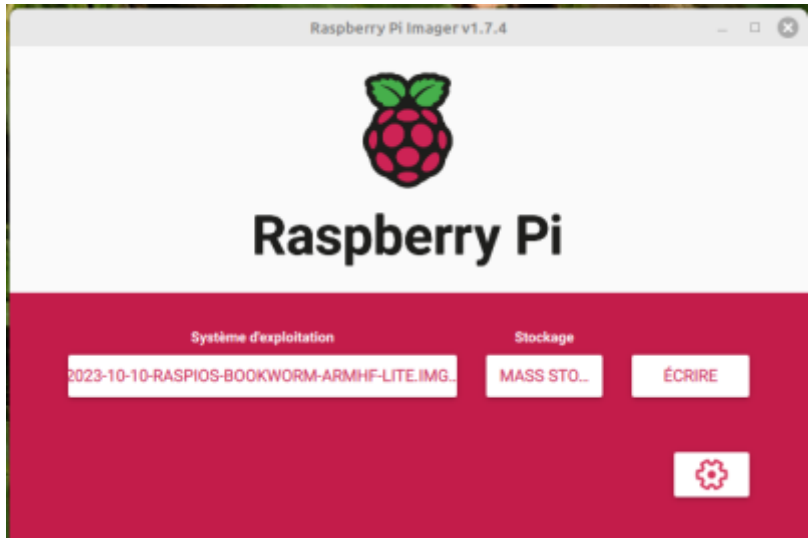 Raspberry Pi Imager v1.7.4
Raspberry Pi
Système d'exploitation
Stockage
2023-10-10-RASPIOS-BOOKWORM-ARMHF-LITE.IMG..
MASS STO...
ÉCRIRE